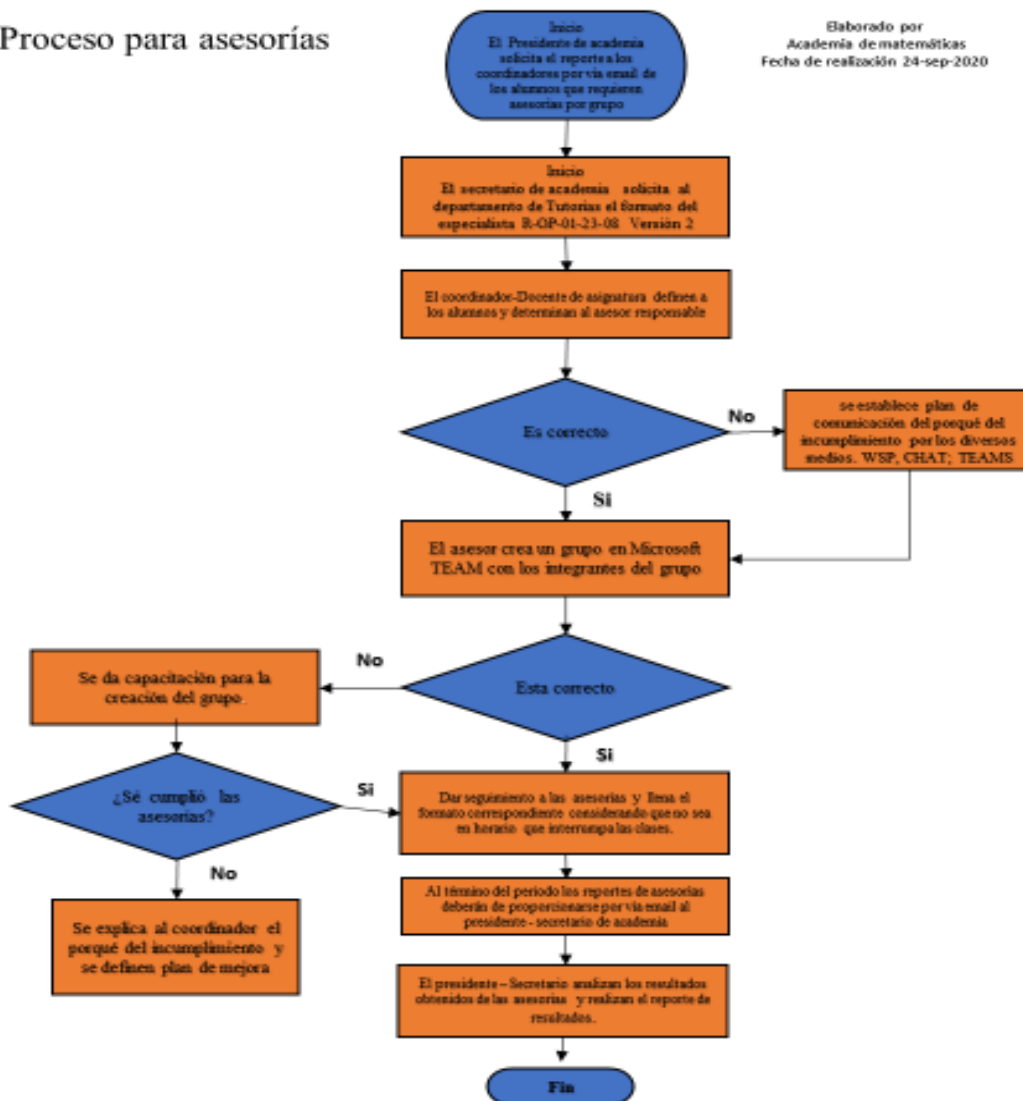 Proceso para asesorías
Elaborado por
Academia de matemáticas
Fecha de realización 24-sep-2020
Inicio
El Presidente de academia
solicita el reporte a los
coordinadores por vía email de
los alumnos que requieren
asesorías por grupo
Inicio
El secretario de academia solicita al
departamento de Tutorias el formato del
especialista R-OP-01-23-08 Versión 2
El coordinador-Docente de asignatura definen a
los alumnos y determinan al asesor responsable
Es correcto
No
se establece plan de
comunicación del porqué del
incumplimiento por los diversos
medios. WSP, CHAT; TEAMS
Si
El asesor crea un grupo en Microsoft
TEAM con los integrantes del grupo
Esta correcto
No
Se da capacitación para la
creación del grupo.
Si
¿Sé cumplió las
asesorías?
Si
Dar seguimiento a las asesorías y llena el
formato correspondiente considerando que no sea
en horario que interrumpa las clases.
No
Se explica al coordinador el
porqué del incumplimiento y
se definen plan de mejora
Al término del periodo los reportes de asesorías
deberán de proporcionarse por vía email al
presidente - secretario de academia
El presidente – Secretario analizan los resultados
obtenidos de las asesorías y realizan el reporte de
resultados.
Fin